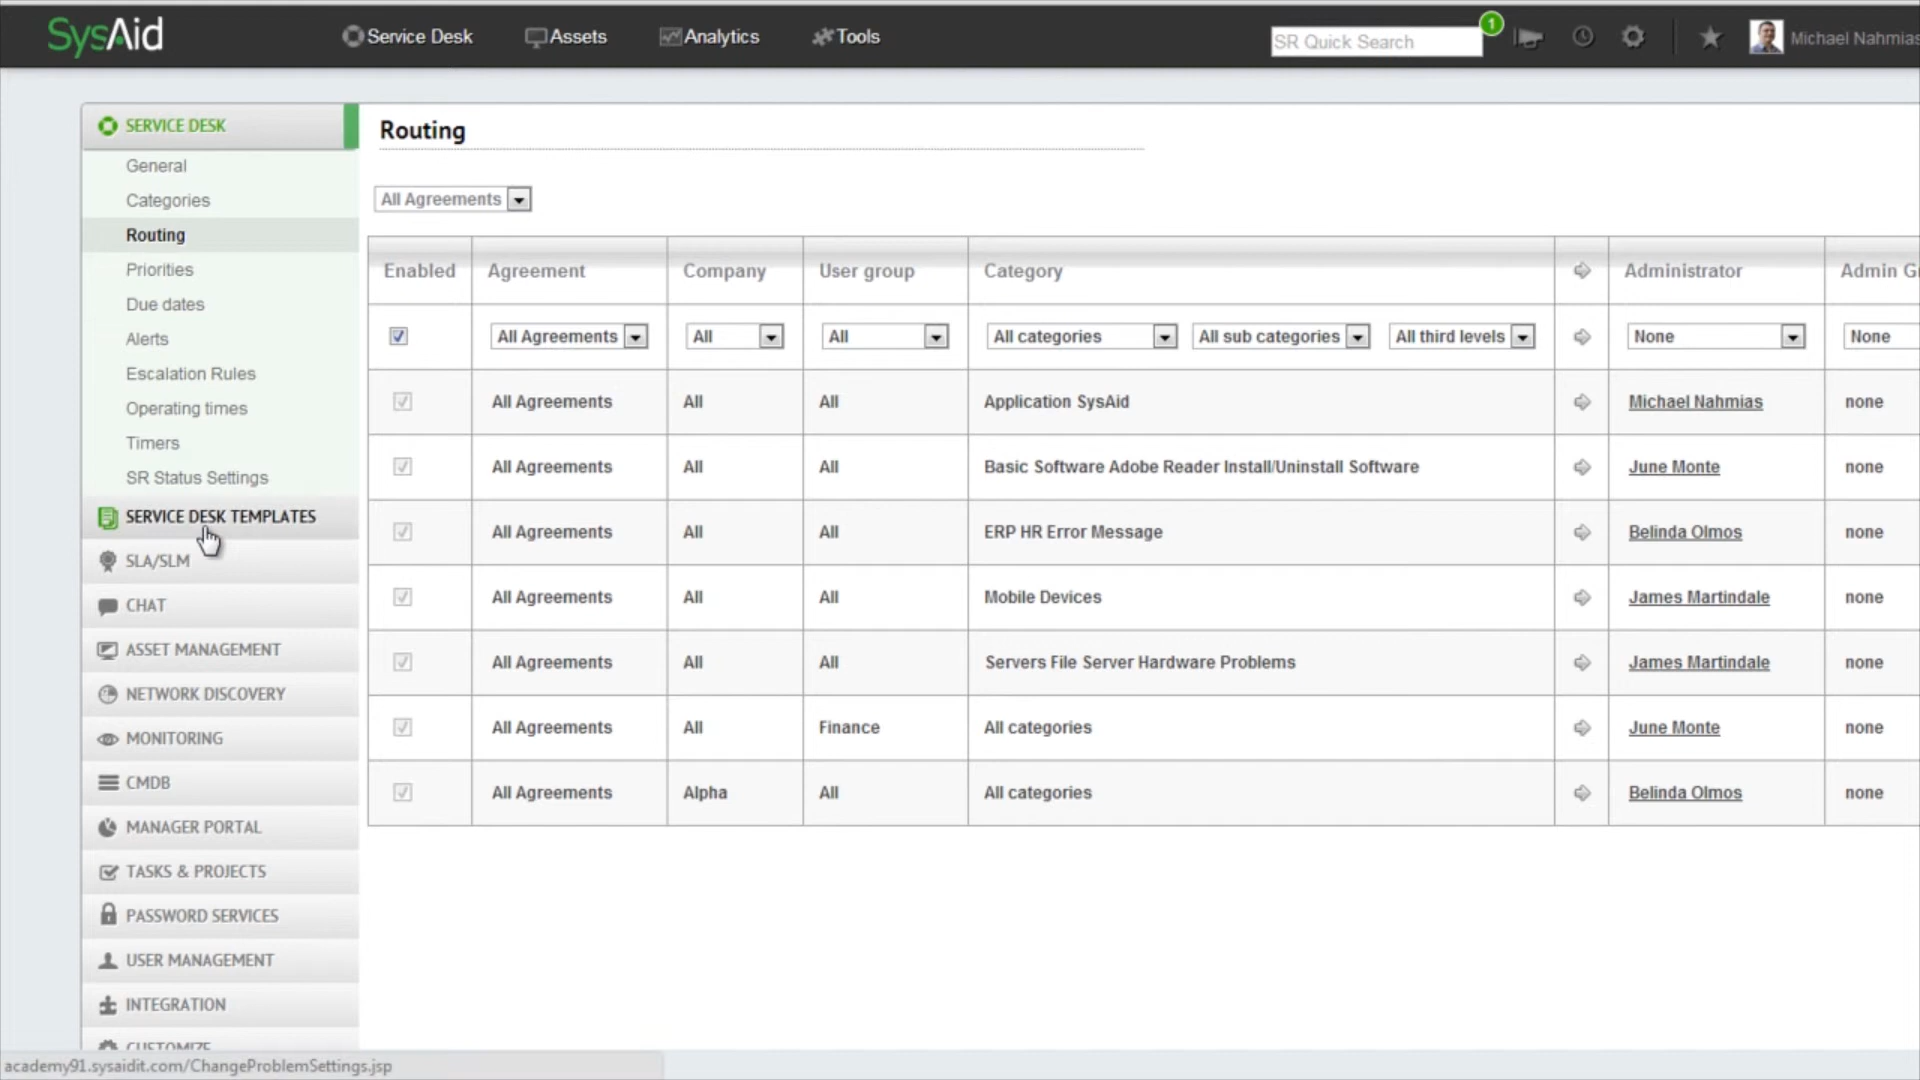 SysAid
Service Desk
Assets
Analytics
Tools
SR Quick Search
1
Michael Nahmias
SERVICE DESK
General
Categories
Routing
Priorities
Due dates
Alerts
Escalation Rules
Operating times
Timers
SR Status Settings
SERVICE DESK TEMPLATES
SLA/SLM
CHAT
ASSET MANAGEMENT
NETWORK DISCOVERY
MONITORING
CMDB
MANAGER PORTAL
TASKS & PROJECTS
PASSWORD SERVICES
USER MANAGEMENT
INTEGRATION
CUSTOMIZE
Routing
All Agreements
Enabled Agreement Company User group Category Administrator Admin G
All Agreements All All All categories All sub categories All third levels None None
All Agreements All All Application SysAid Michael Nahmias none
All Agreements All All Basic Software Adobe Reader Install/Uninstall Software June Monte none
All Agreements All All ERP HR Error Message Belinda Olmos none
All Agreements All All Mobile Devices James Martindale none
All Agreements All All Servers File Server Hardware Problems James Martindale none
All Agreements All Finance All categories June Monte none
All Agreements Alpha All All categories Belinda Olmos none
academy91.sysaidit.com/ChangeProblemSettings.jsp